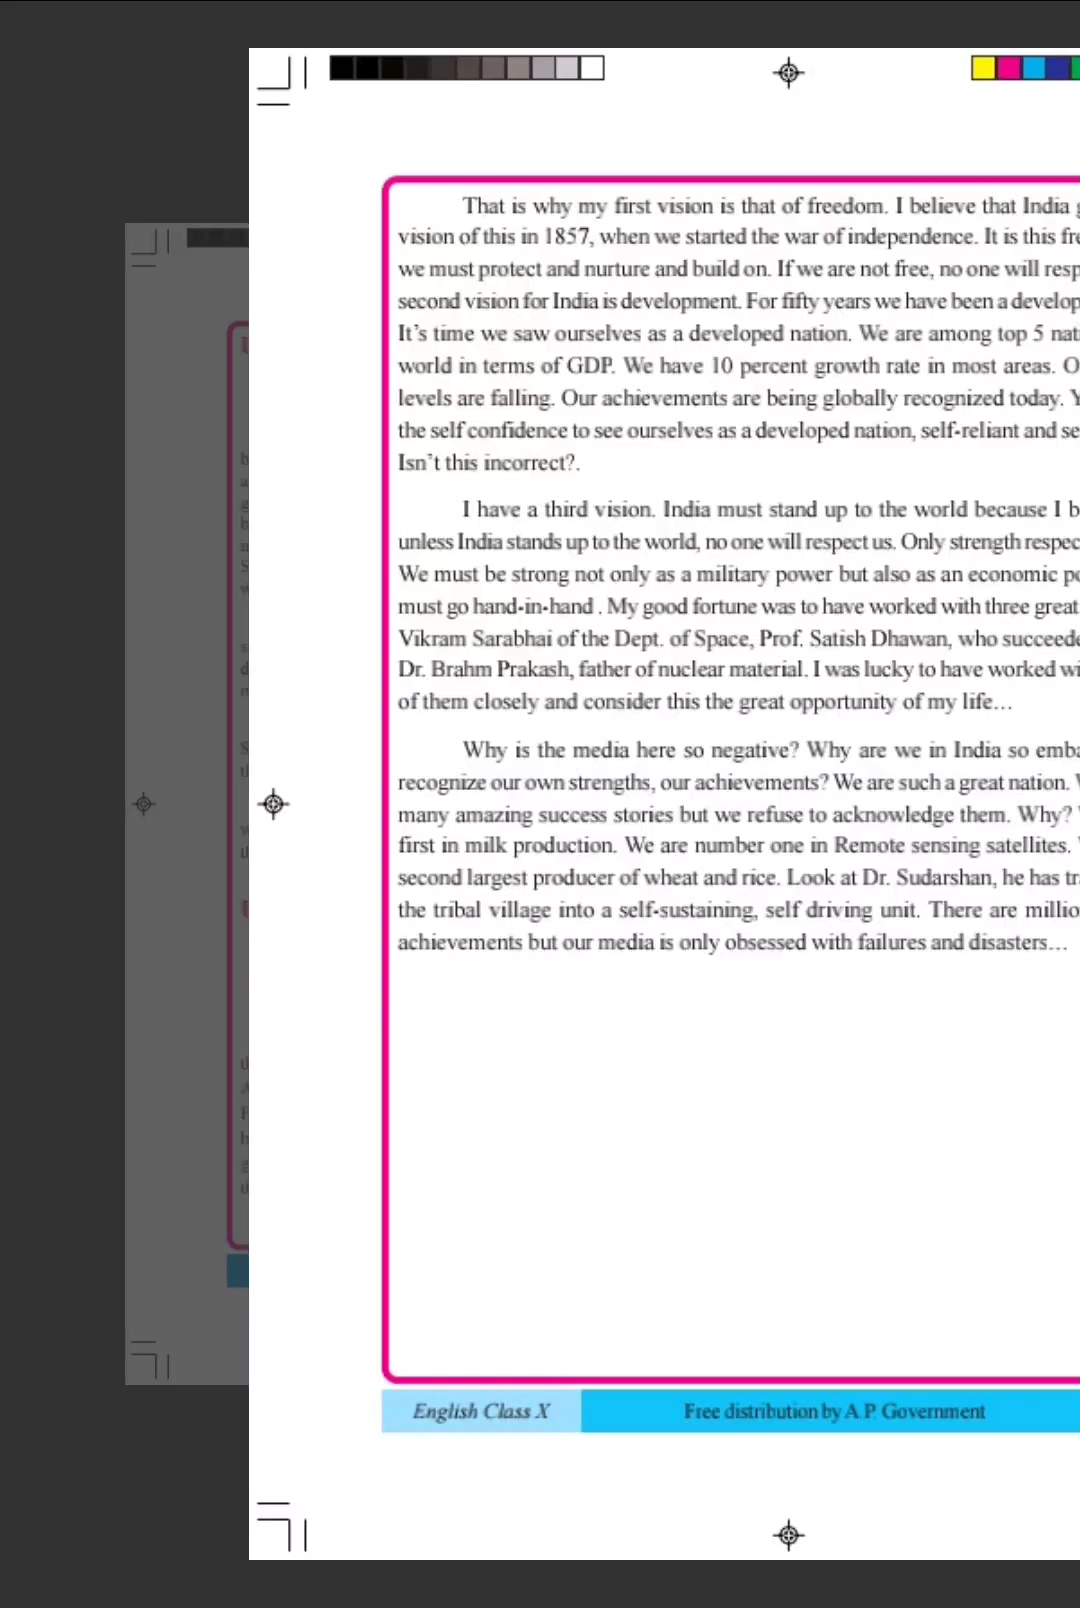 That is why my first vision is that of freedom. I believe that India
vision of this in 1857, when we started the war of independence. It is this
we must protect and nurture and build on. If we are not free, no one will
second vision for India is development. For fifty years we have been a
It's time we saw ourselves as a developed nation. We are among top 5
world in terms of GDP. We have 10 percent growth rate in most areas.
levels are falling. Our achievements are being globally recognized today.
the self confidence to see ourselves as a developed nation, self-reliant and
Isn't this incorrect?.
I have a third vision. India must stand up to the world because I
unless India stands up to the world, no one will respect us. Only strength
We must be strong not only as a military power but also as an economic
must go hand-in-hand . My good fortune was to have worked with three great
Vikram Sarabhai of the Dept. of Space, Prof. Satish Dhawan, who
Dr. Brahm Prakash, father of nuclear material. I was lucky to have worked
of them closely and consider this the great opportunity of my life…
Why is the media here so negative? Why are we in India so
recognize our own strengths, our achievements? We are such a great nation.
many amazing success stories but we refuse to acknowledge them. Why?
first in milk production. We are number one in Remote sensing satellites.
second largest producer of wheat and rice. Look at Dr. Sudarshan, he has
the tribal village into a self-sustaining, self driving unit. There are
achievements but our media is only obsessed with failures and disasters…
English Class X
Free distribution by A.P. Government